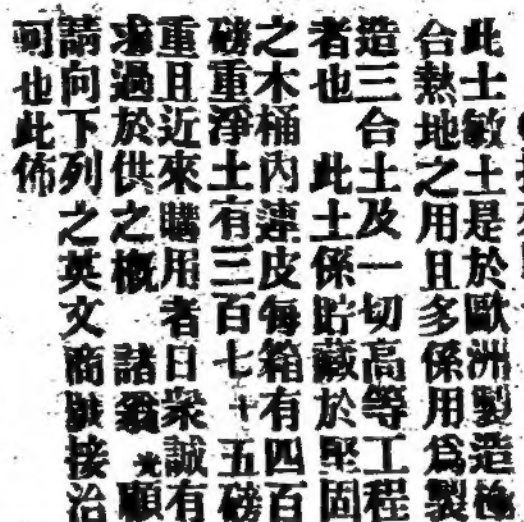 此士敏土是於歐洲製造極
合熱地之用且多係用爲製
造三合土及一切高等工程
者也　此土係貯藏於堅固
之木桶內連皮每箱有四百
磅重淨土有三百七十五磅
重且近來購用者日衆誠有
求過於供之概　諸翁光顧
請向下列之英文商號接洽
可也此佈